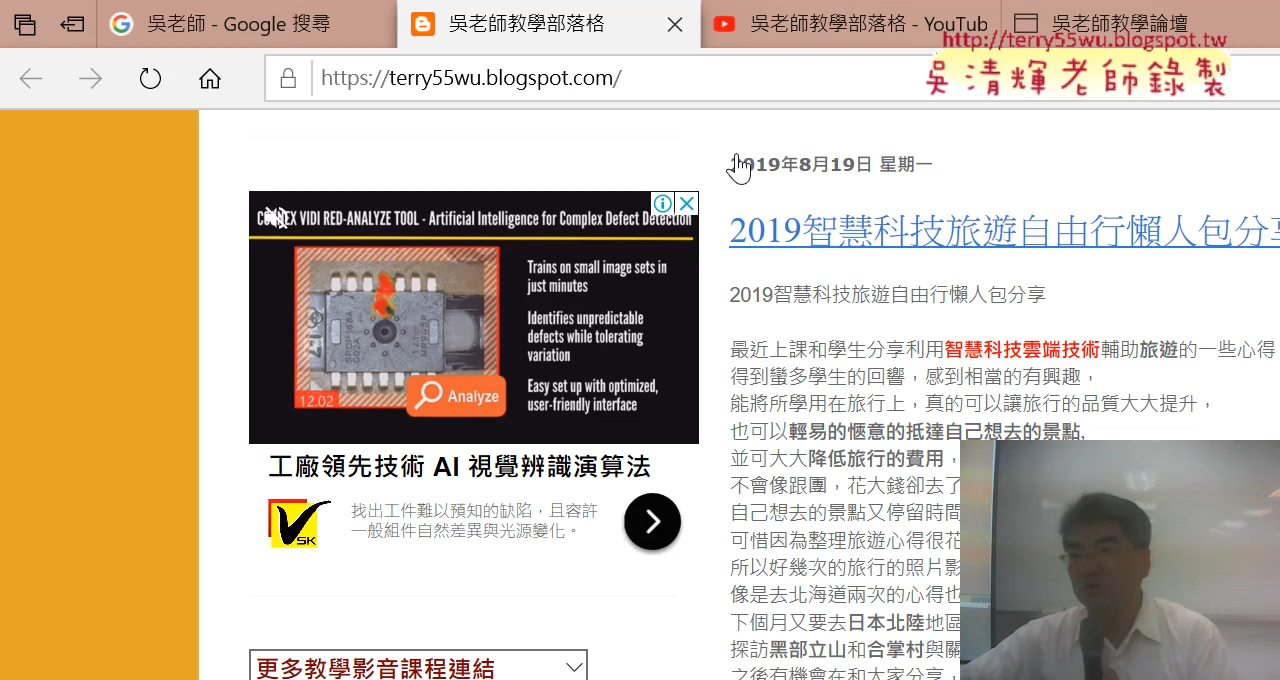 吳老師 - Google 搜尋
吳老師教學部落格
吳老師教學部落格 - YouTub
吳老師教學論壇
http://terry55wu.blogspot.tw
吳清輝老師錄製
https://terry55wu.blogspot.com/
2019年8月19日 星期一
2019智慧科技旅遊自由行懶人包分享
2019智慧科技旅遊自由行懶人包分享
最近上課和學生分享利用智慧科技雲端技術輔助旅遊的一些心得
得到蠻多學生的回響，感到相當的有興趣，
能將所學用在旅行上，真的可以讓旅行的品質大大提升，
也可以輕易的愜意的抵達自己想去的景點,
並可大大降低旅行的費用，
不會像跟團，花大錢卻去了
自己想去的景點又停留時間
可惜因為整理旅遊心得很花
所以好幾次的旅行的照片影
像是去北海道兩次的心得也
下個月又要去日本北陸地區
探訪黑部立山和合掌村與關
之後有機會在和大家分享，
VIDI RED-ANALYZE TOOL - Artificial Intelligence for Complex Defect Detection
Trains on small image sets in
just minutes
Identifies unpredictable
defects while tolerating
variation
Easy set up with optimized,
user-friendly interface
12.02
Analyze
工廠領先技術 AI 視覺辨識演算法
找出工件難以預知的缺陷，且容許
一般組件自然差異與光源變化。
SK
更多教學影音課程連結